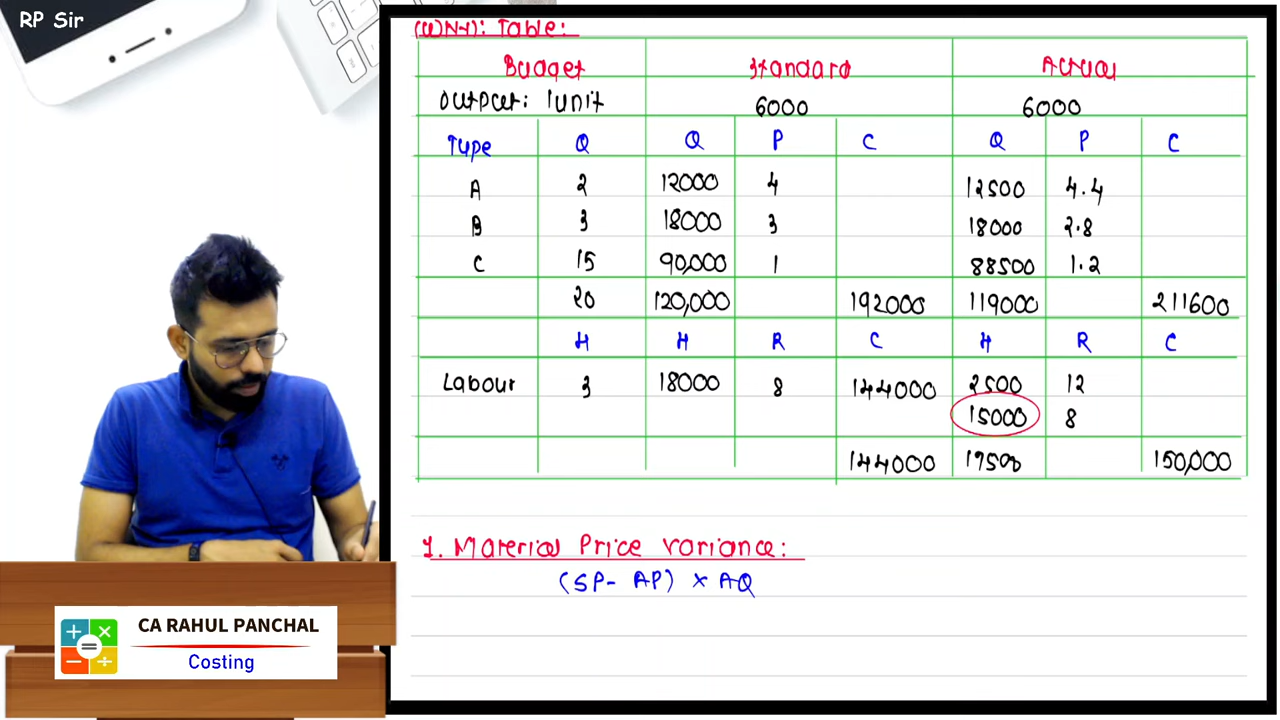 RP Sir
(WN-1): Table:
Budget Standard Actual
Output: 1unit 6000 6000
Type Q Q P C Q P C
A 2 12000 4 12500 4.4
B 3 18000 3 18000 2.8
C 15 90,000 1 88500 1.2
20 120,000 192000 119000 211600
H H R C H R C
Labour 3 18000 8 144000 2500 12
15000 8
144000 17500 150,000
1. Material Price Variance:
(SP- AP) × AQ
CA RAHUL PANCHAL
Costing